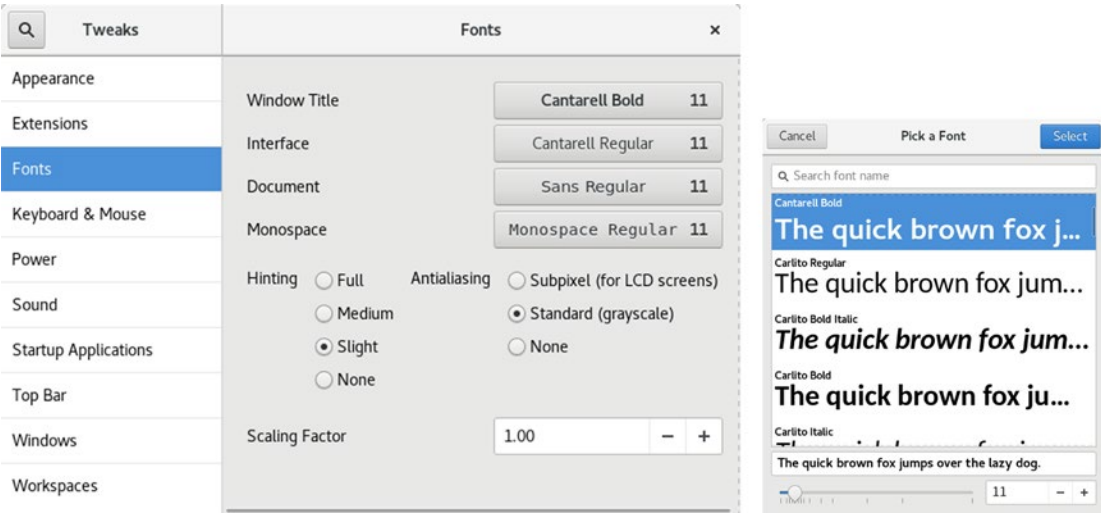 Tweaks
Fonts
×
Appearance
Extensions
Fonts
Keyboard & Mouse
Power
Sound
Startup Applications
Top Bar
Windows
Workspaces
Window Title Cantarell Bold 11
Interface Cantarell Regular 11
Document Sans Regular 11
Monospace Monospace Regular 11
Hinting Full Antialiasing Subpixel (for LCD screens)
Medium Standard (grayscale)
Slight None
None
Scaling Factor 1.00 − +
Cancel Pick a Font Select
Search font name
Cantarell Bold
The quick brown fox j...
Carlito Regular
The quick brown fox jum...
Carlito Bold Italic
The quick brown fox jum...
Carlito Bold
The quick brown fox ju...
Carlito Italic
The quick brown fox jumps over the lazy dog.
11 − +